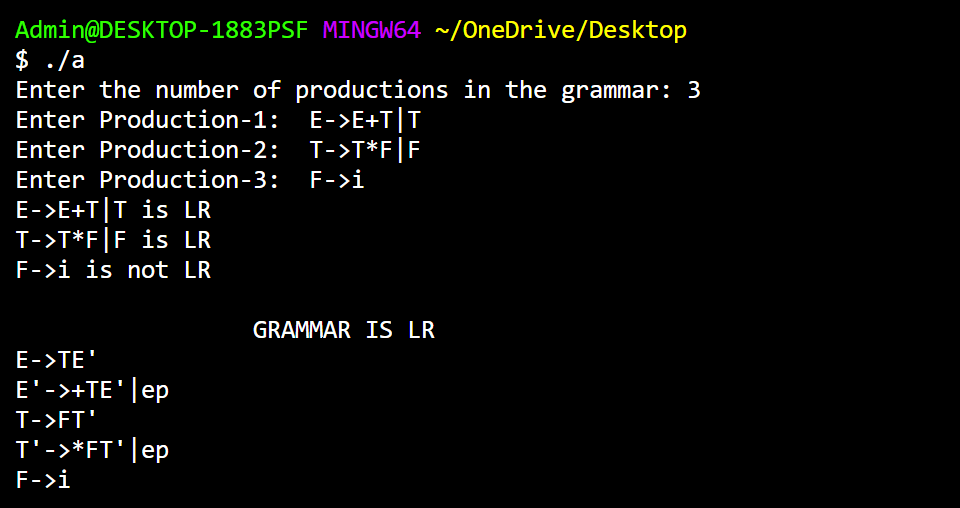 Admin@DESKTOP-1883PSF MINGW64 ~/OneDrive/Desktop
$ ./a
Enter the number of productions in the grammar: 3
Enter Production-1:  E->E+T|T
Enter Production-2:  T->T*F|F
Enter Production-3:  F->i
E->E+T|T is LR
T->T*F|F is LR
F->i is not LR
GRAMMAR IS LR
E->TE'
E'->+TE'|ep
T->FT'
T'->*FT'|ep
F->i